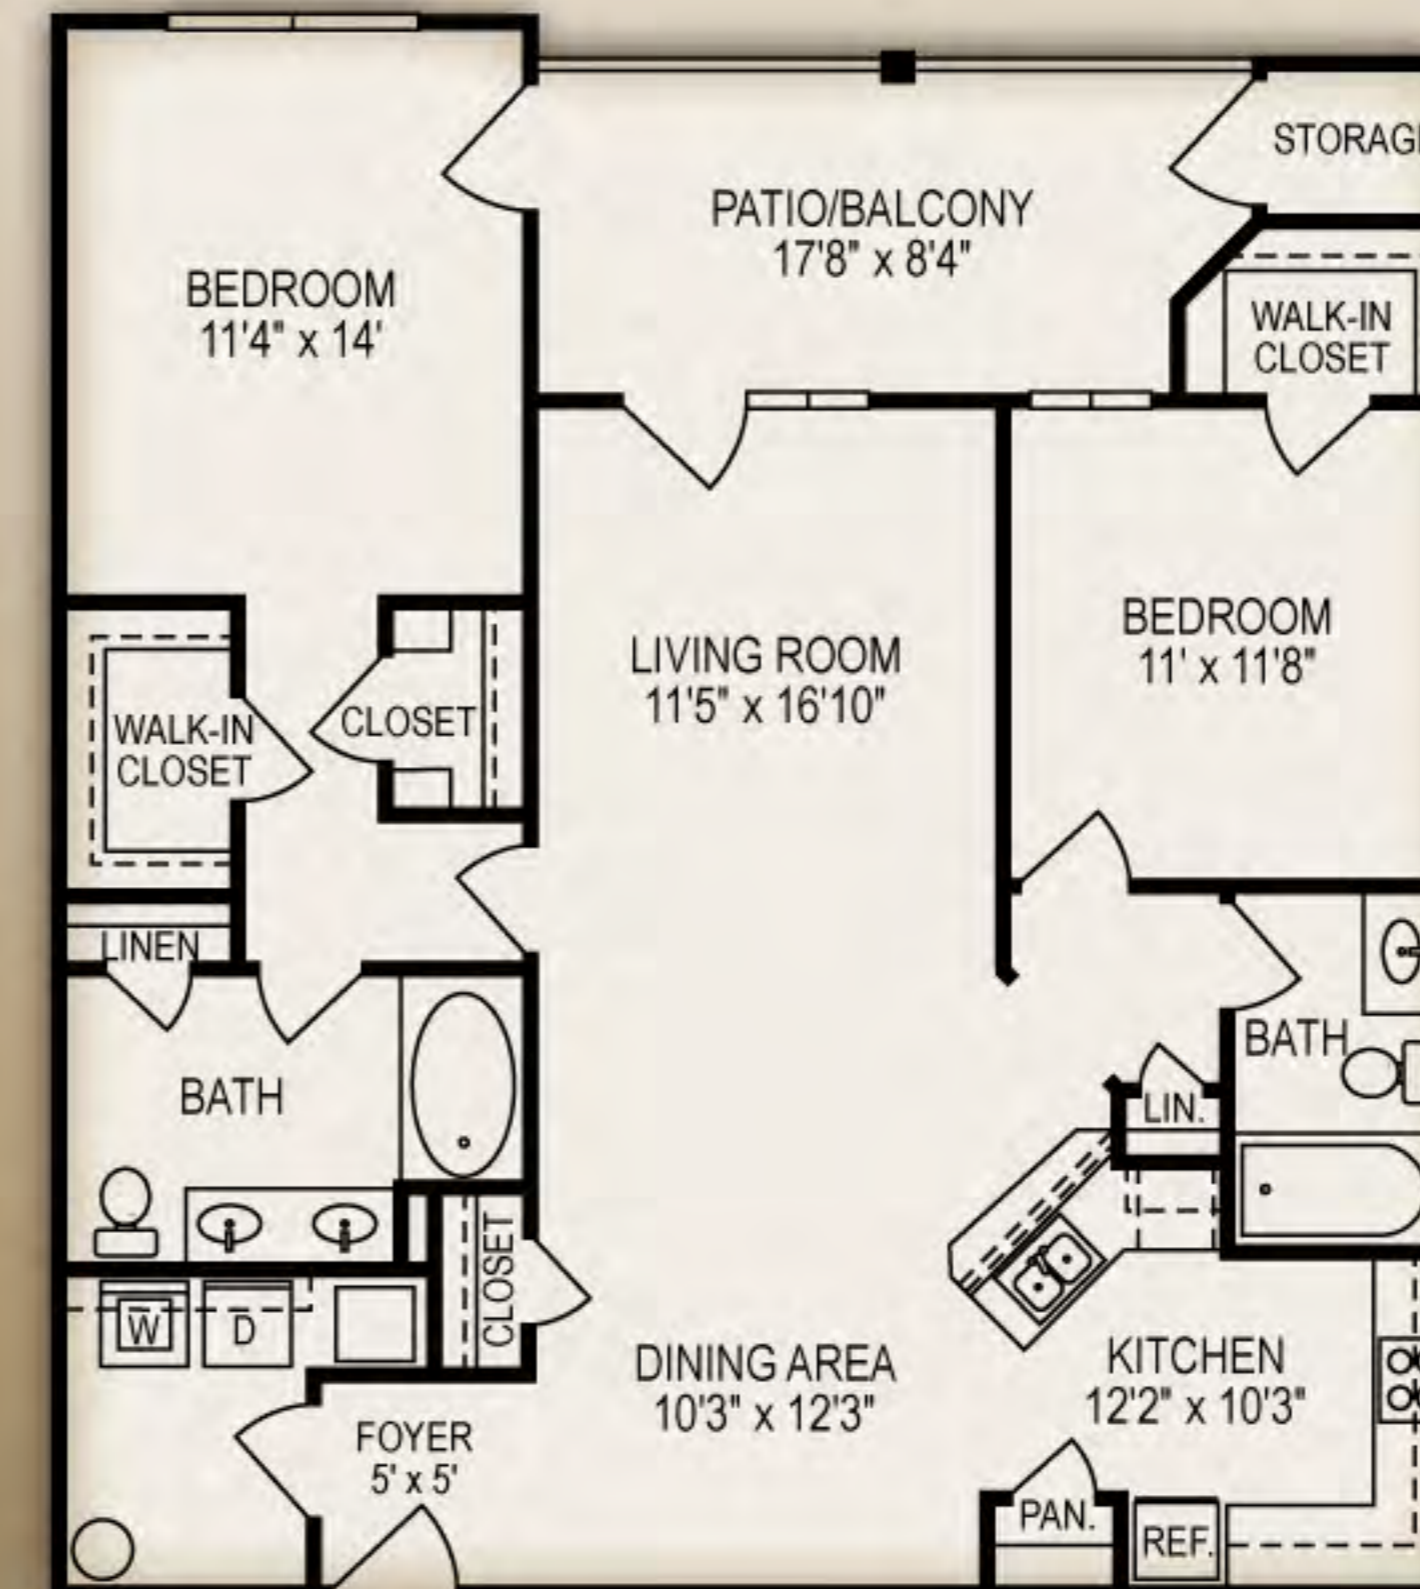 STORAG
PATIO/BALCONY
17'8" x 8'4"
BEDROOM
11'4" x 14'
WALK-IN
CLOSET
BEDROOM
11' x 11'8"
LIVING ROOM
11'5" x 16'10"
WALK-IN
CLOSET
CLOSET
LINEN
BATH
BATH
LIN.
CLOSET
W
D
DINING AREA
10'3" x 12'3"
KITCHEN
12'2" x 10'3"
FOYER
5' x 5'
PAN.
REF.